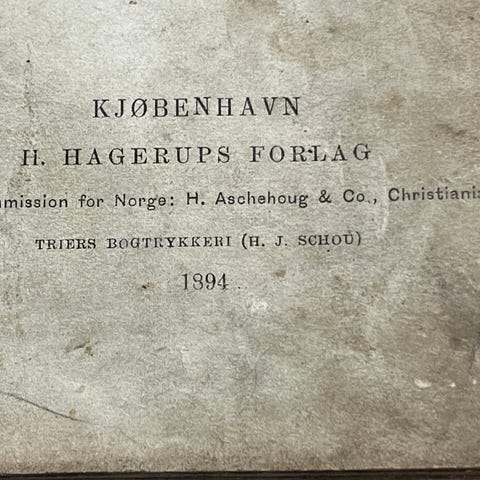 KJØBENHAVN
H. HAGERUPS FORLAG
mmission for Norge: H. Aschehoug & Co., Christiania
TRIERS BOGTRYKKERI (H. J. SCHOU)
1894